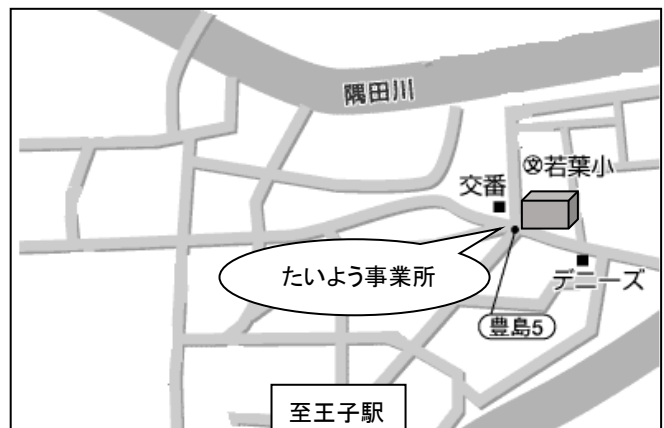 隅田川
㊫若葉小
交番
たいよう事業所
デニーズ
豊島5
至王子駅